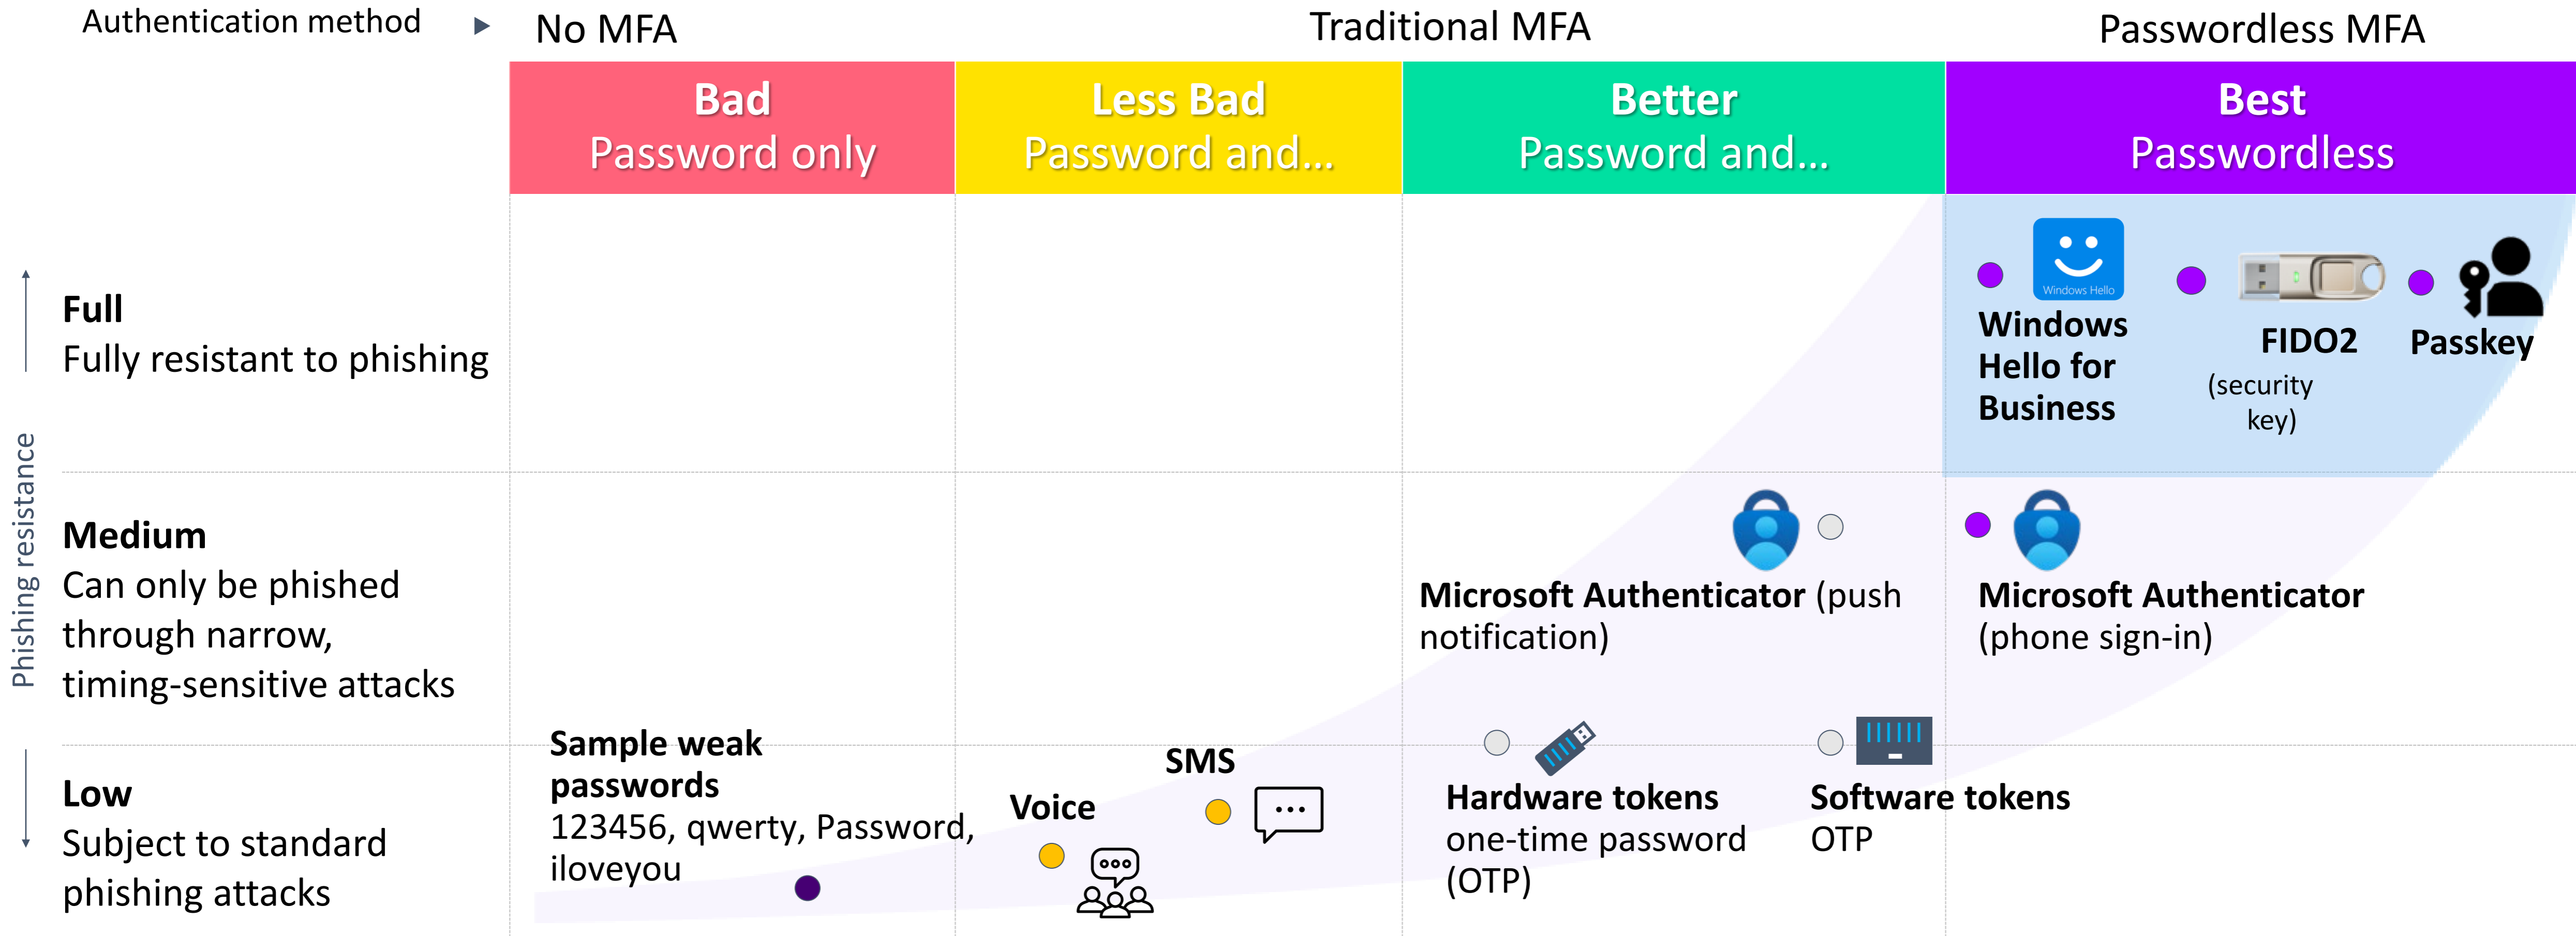 Authentication method
No MFA
Traditional MFA
Passwordless MFA
Bad
Password only
Less Bad
Password and...
Better
Password and...
Best
Passwordless
Phishing resistance
Full
Fully resistant to phishing
Windows Hello
Windows
Hello for
Business
FIDO2
(security
key)
Passkey
Medium
Can only be phished
through narrow,
timing-sensitive attacks
Microsoft Authenticator (push
notification)
Microsoft Authenticator
(phone sign-in)
Low
Subject to standard
phishing attacks
Sample weak
passwords
123456, qwerty, Password,
iloveyou
Voice
SMS
Hardware tokens
one-time password
(OTP)
Software tokens
OTP